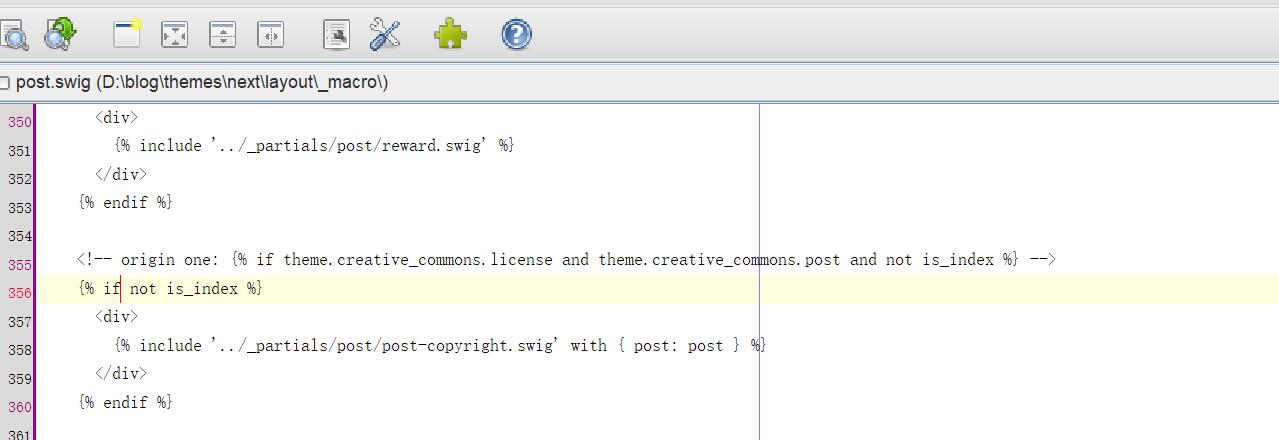 post.swig (D:\blog\themes\next\layout\_macro\)
350 <div>
351 {% include '../_partials/post/reward.swig' %}
352 </div>
353 {% endif %}
354
355 <!-- origin one: {% if theme.creative_commons.license and theme.creative_commons.post and not is_index %} -->
356 {% if not is_index %}
357 <div>
358 {% include '../_partials/post/post-copyright.swig' with { post: post } %}
359 </div>
360 {% endif %}
361